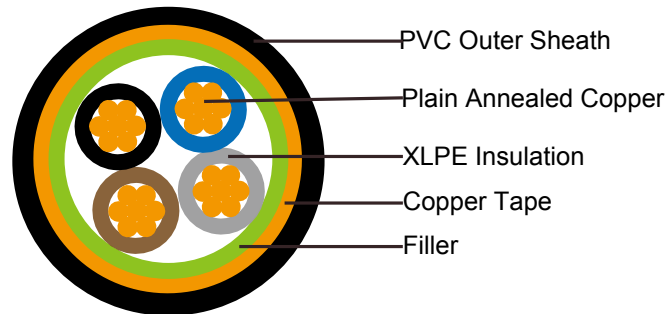 PVC Outer Sheath
Plain Annealed Copper
XLPE Insulation
Copper Tape
Filler